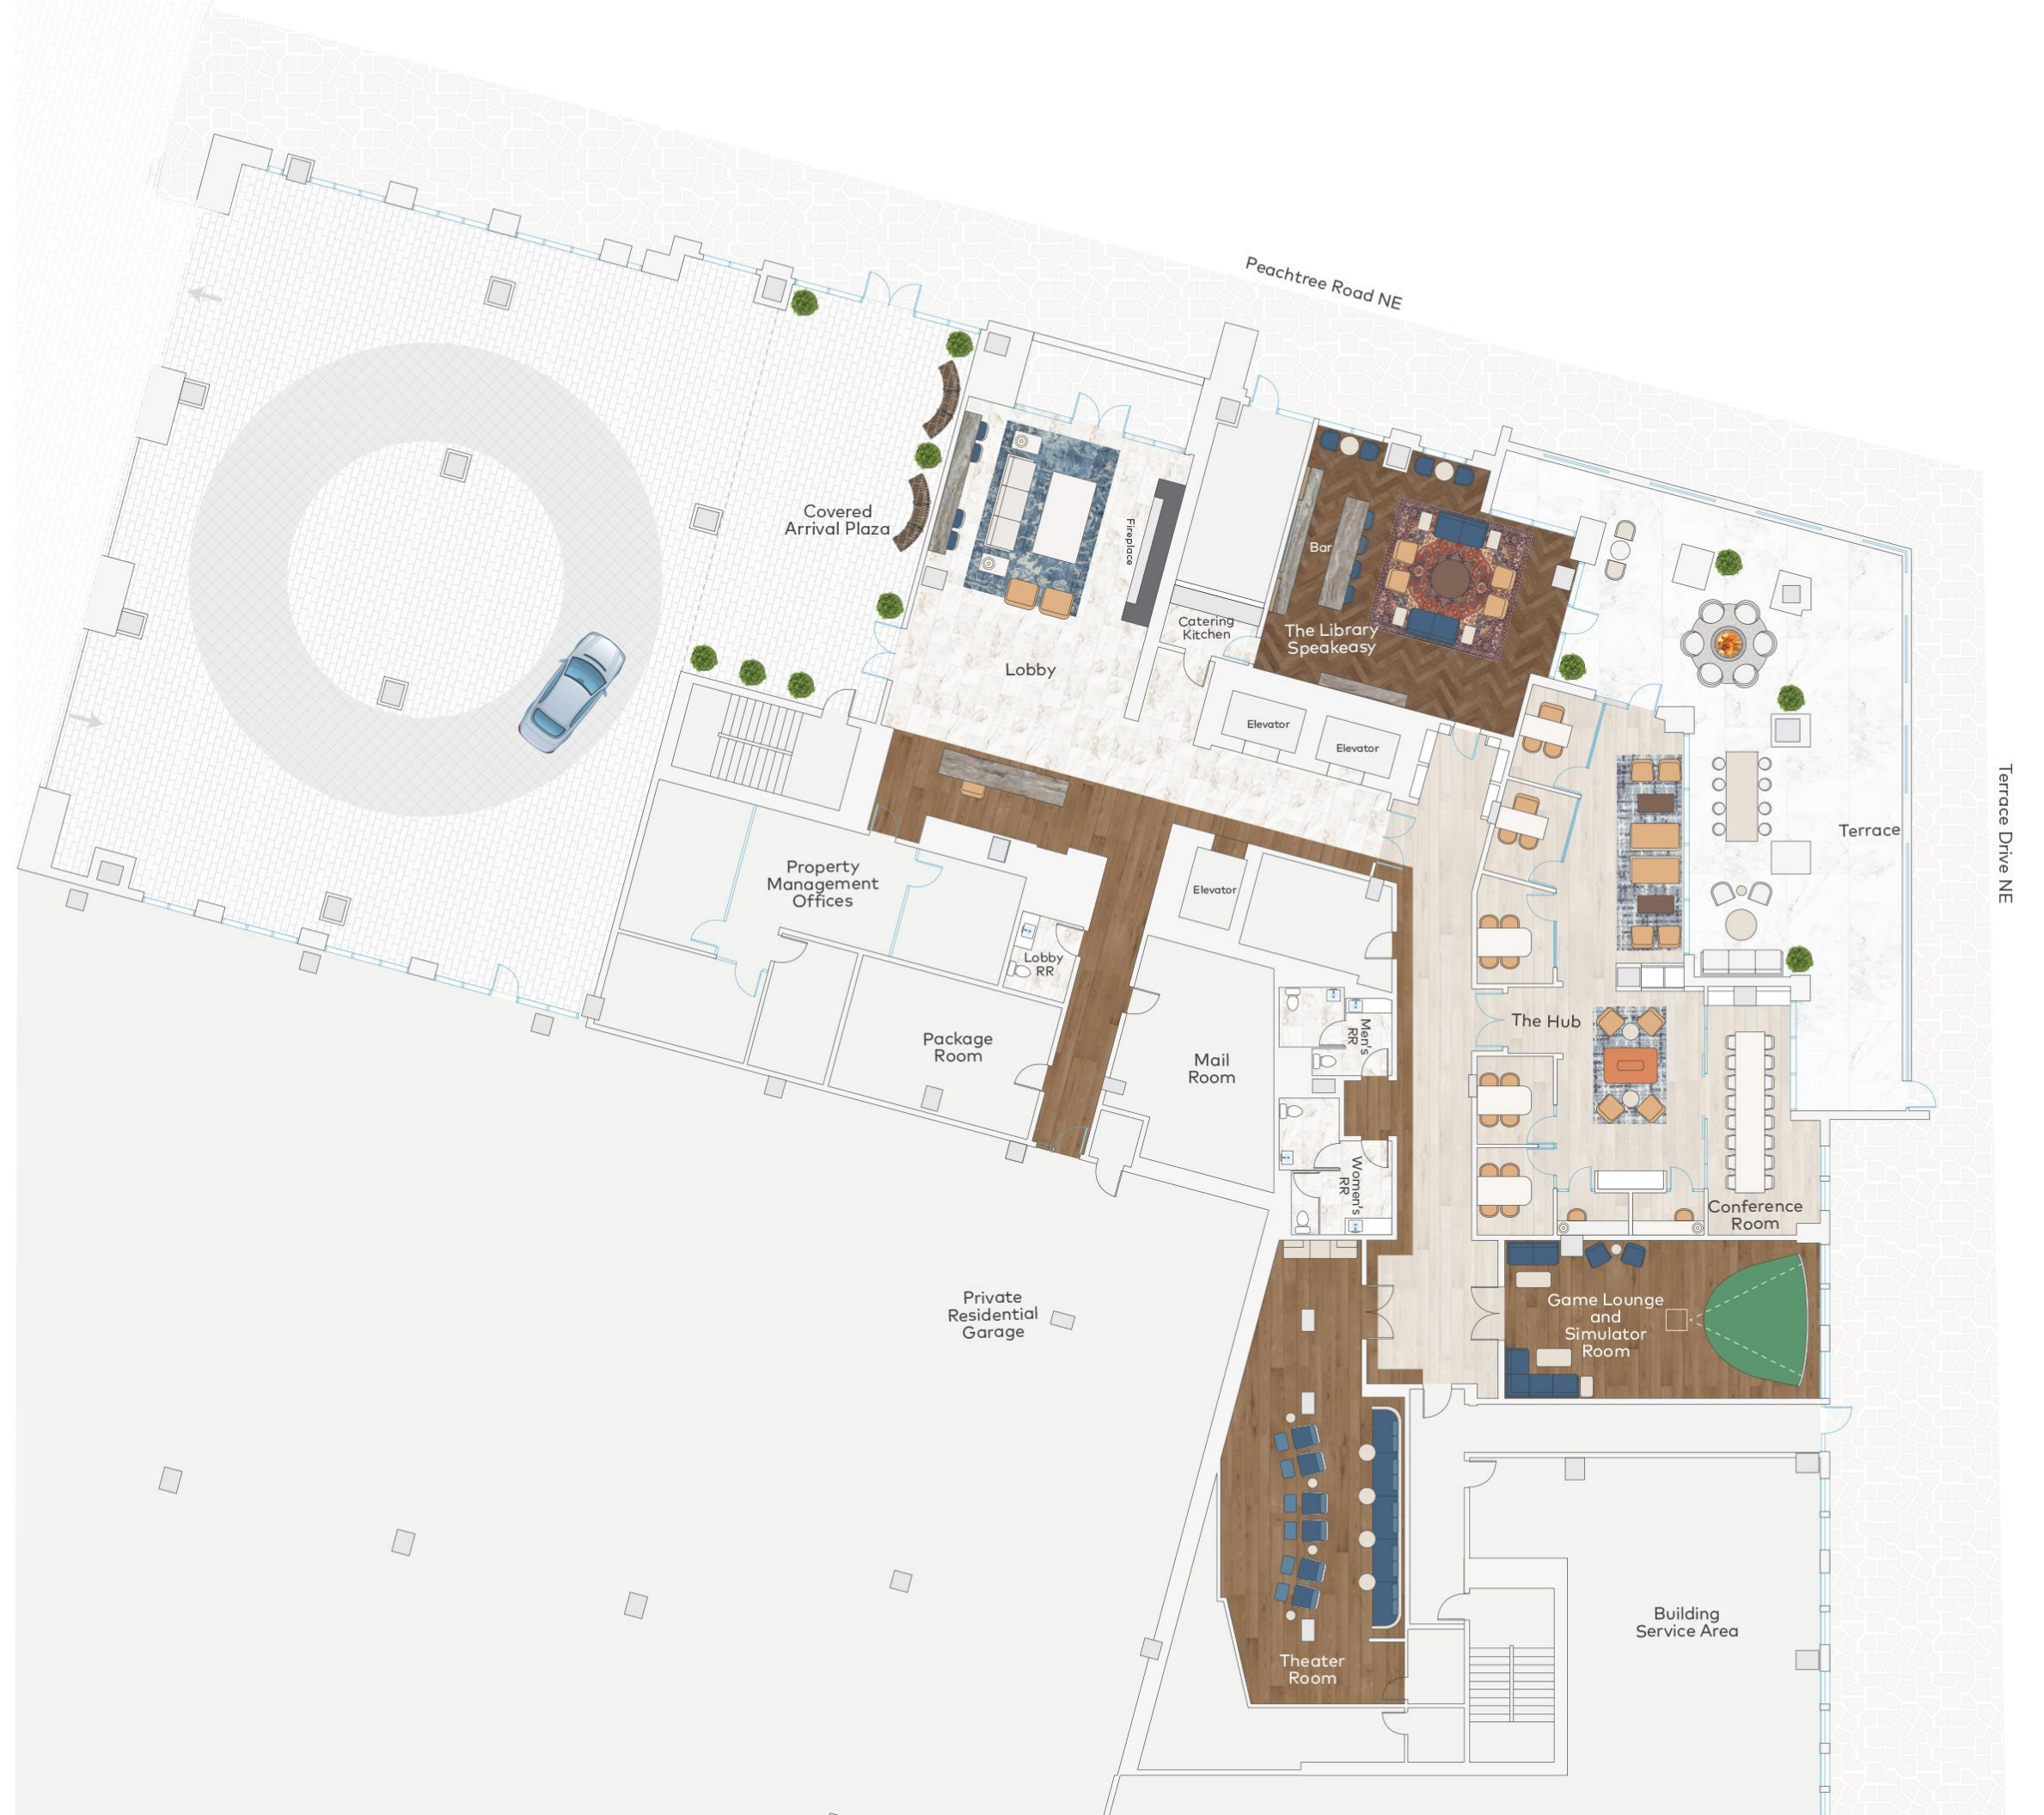 Peachtree Road NE
Covered
Arrival Plaza
Fireplace
Bar
Catering
Kitchen
The Library
Speakeasy
Lobby
Elevator
Elevator
Terrace Drive NE
Terrace
Property
Management
Offices
Elevator
Lobby
RR
The Hub
Package
Room
Men's
RR
Mail
Room
Women's
RR
Conference
Room
Private
Residential
Garage
Game Lounge
and
Simulator
Room
Building
Service Area
Theater
Room